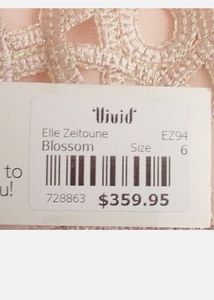 Vivid
Elle Zeitoune EZ94
Blossom Size 6
to
u!
728863 $359.95